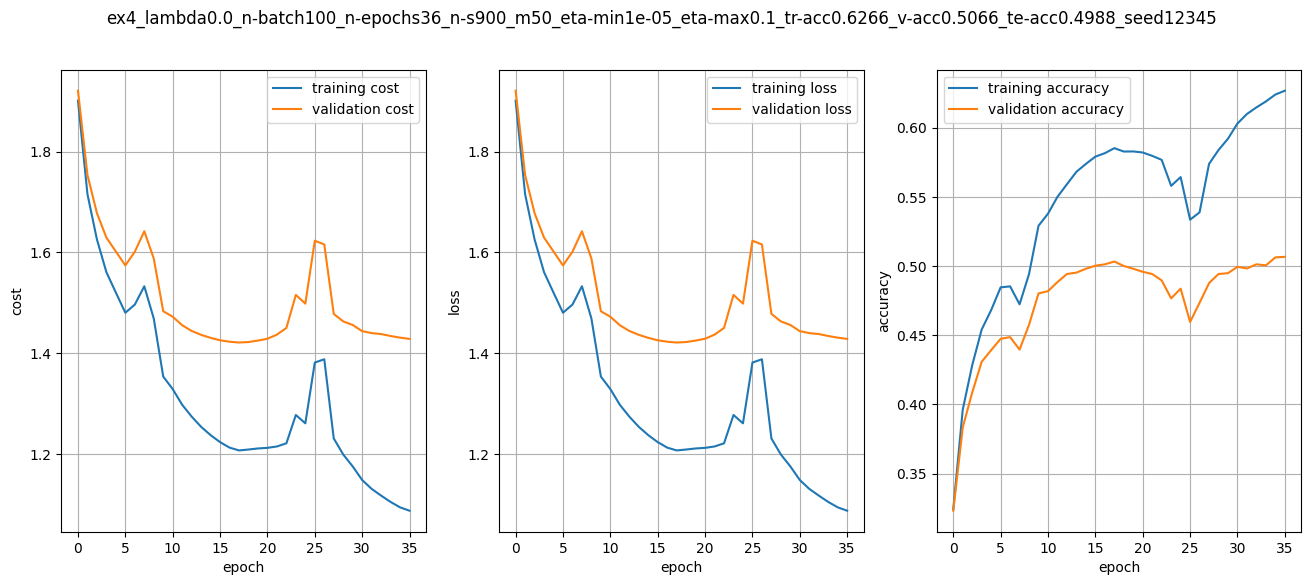 ex4_lambda0.0_n-batch100_n-epochs36_n-s900_m50_eta-min1e-05_eta-max0.1_tr-acc0.6266_v-acc0.5066_te-acc0.4988_seed12345
training cost
validation cost
cost
1.8
1.6
1.4
1.2
0 5 10 15 20 25 30 35
epoch
training loss
validation loss
loss
1.8
1.6
1.4
1.2
0 5 10 15 20 25 30 35
epoch
training accuracy
validation accuracy
accuracy
0.60
0.55
0.50
0.45
0.40
0.35
0 5 10 15 20 25 30 35
epoch